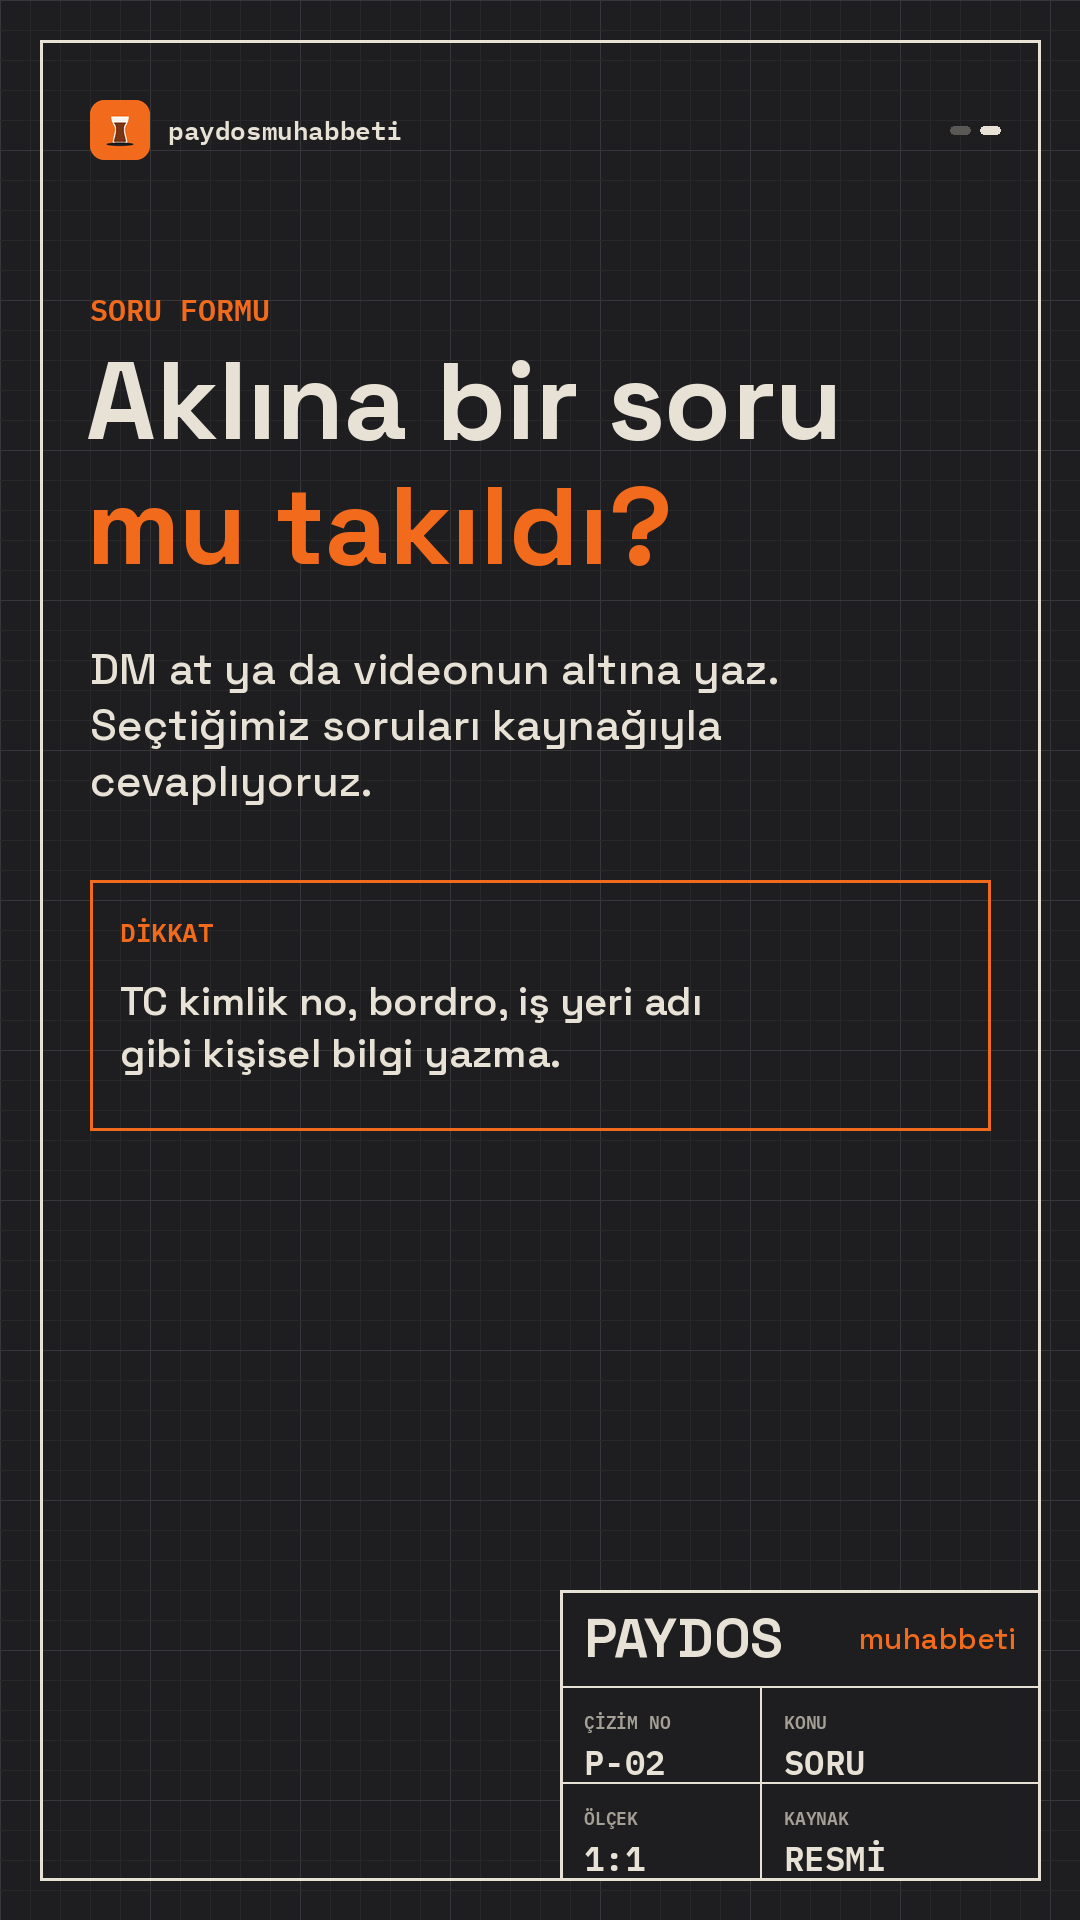 paydosmuhabbeti
SORU FORMU
Aklına bir soru
mu takıldı?
DM at ya da videonun altına yaz.
Seçtiğimiz soruları kaynağıyla
cevaplıyoruz.
DİKKAT
TC kimlik no, bordro, iş yeri adı
gibi kişisel bilgi yazma.
PAYDOS muhabbeti
ÇİZİM NO KONU
P-02 SORU
ÖLÇEK KAYNAK
1:1 RESMİ